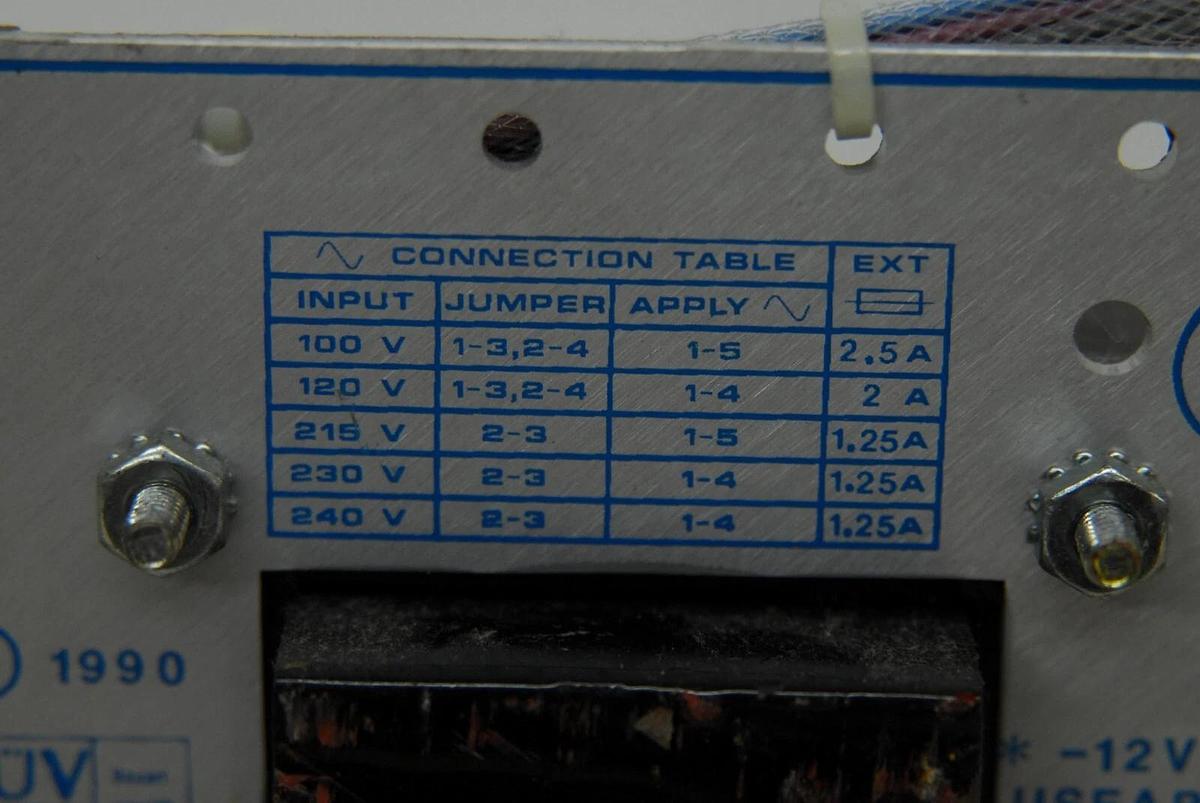 CONNECTION TABLE EXT
INPUT JUMPER APPLY
100 V 1-3,2-4 1-5 2.5A
120 V 1-3,2-4 1-4 2 A
215 V 2-3 1-5 1.25A
230 V 2-3 1-4 1.25A
240 V 2-3 1-4 1.25A
1990
ÜV
* -12V